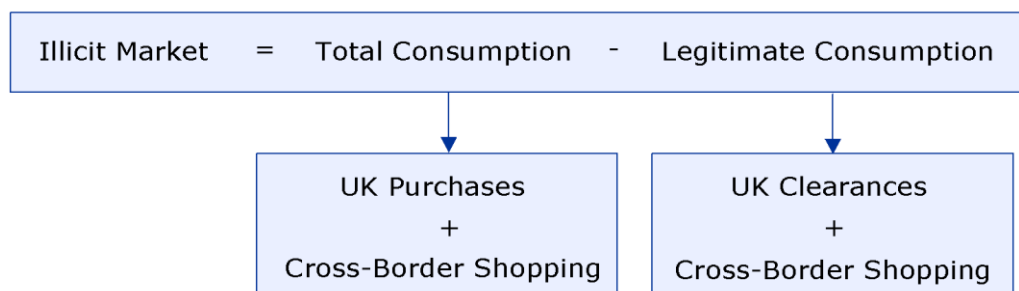 Illicit Market = Total Consumption - Legitimate Consumption
UK Purchases
+
Cross-Border Shopping
UK Clearances
+
Cross-Border Shopping